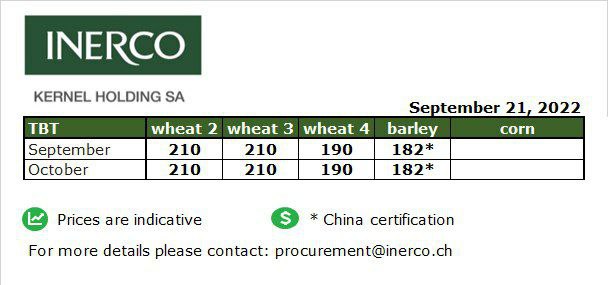 INERCO
KERNEL HOLDING SA
September 21, 2022
TBT wheat 2 wheat 3 wheat 4 barley corn
September 210 210 190 182*
October 210 210 190 182*
Prices are indicative $ * China certification
For more details please contact: procurement@inerco.ch